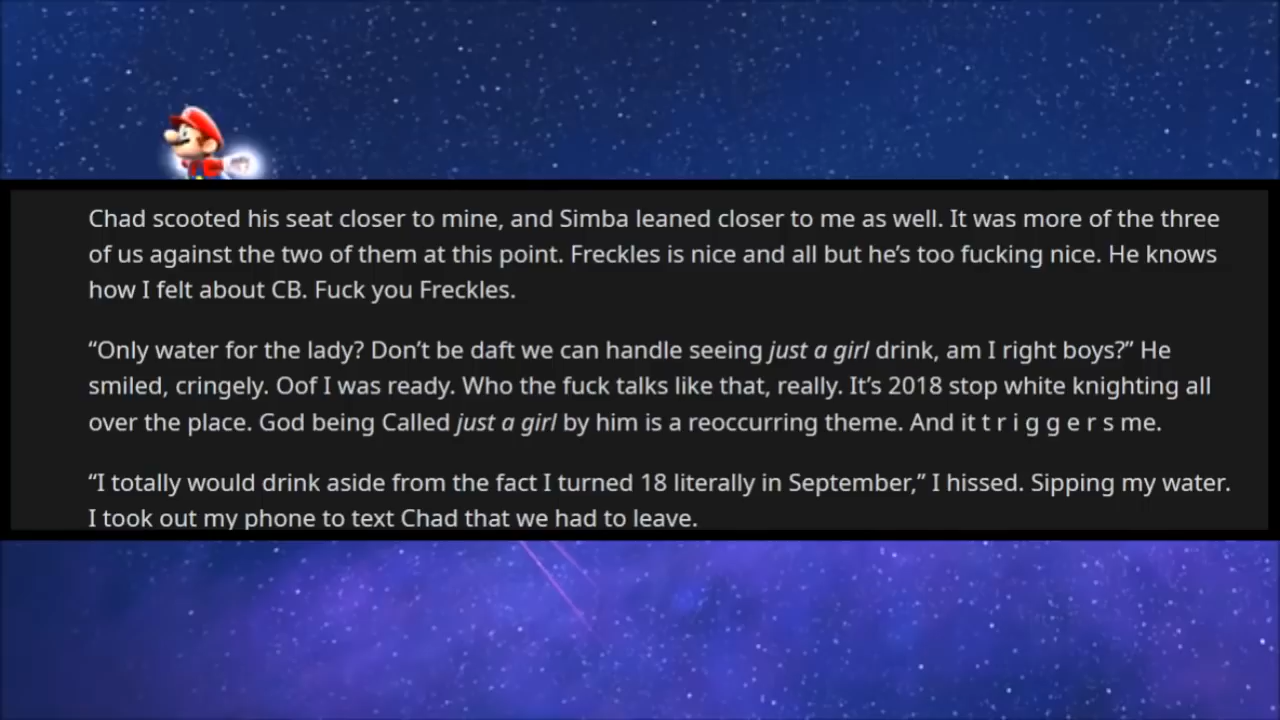 Chad scooted his seat closer to mine, and Simba leaned closer to me as well. It was more of the three
of us against the two of them at this point. Freckles is nice and all but he’s too fucking nice. He knows
how I felt about CB. Fuck you Freckles.
“Only water for the lady? Don’t be daft we can handle seeing just a girl drink, am I right boys?” He
smiled, cringely. Oof I was ready. Who the fuck talks like that, really. It’s 2018 stop white knighting all
over the place. God being Called just a girl by him is a reoccurring theme. And it t r i g g e r s me.
“I totally would drink aside from the fact I turned 18 literally in September,” I hissed. Sipping my water.
I took out my phone to text Chad that we had to leave.